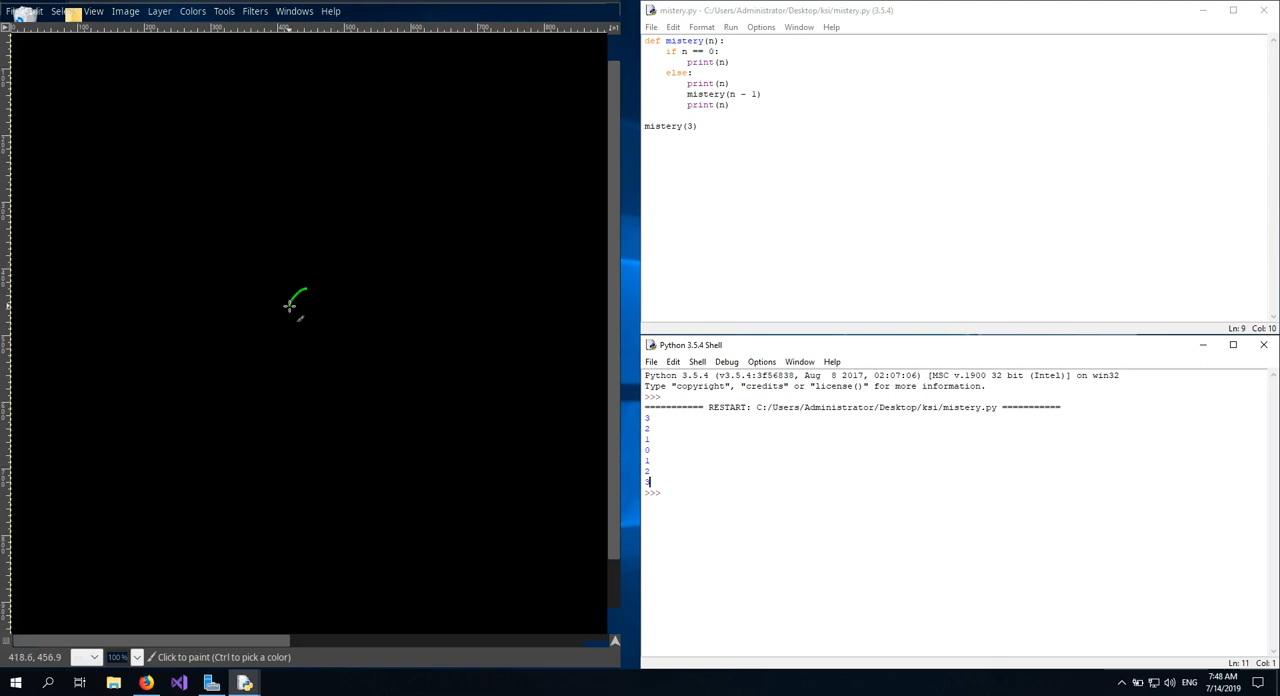 File Edit Select View Image Layer Colors Tools Filters Windows Help
418.6, 456.9 100% Click to paint (Ctrl to pick a color)
mistery.py - C:/Users/Administrator/Desktop/ksi/mistery.py (3.5.4)
File Edit Format Run Options Window Help
def mistery(n):
    if n == 0:
        print(n)
    else:
        print(n)
        mistery(n - 1)
        print(n)
mistery(3)
Ln: 9 Col: 10
Python 3.5.4 Shell
File Edit Shell Debug Options Window Help
Python 3.5.4 (v3.5.4:3f56838, Aug  8 2017, 02:07:06) [MSC v.1900 32 bit (Intel)] on win32
Type "copyright", "credits" or "license()" for more information.
>>>
=========== RESTART: C:/Users/Administrator/Desktop/ksi/mistery.py ===========
3
2
1
0
1
2
3
>>>
Ln: 11 Col: 1
ENG
7:48 AM
7/14/2019